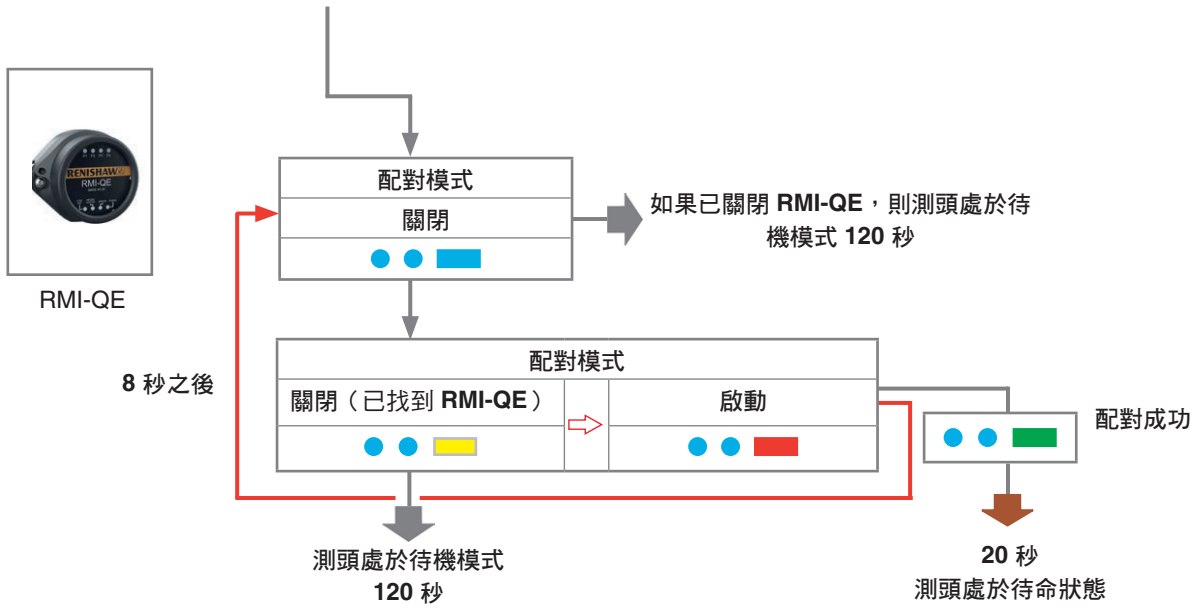 RENISHAW
RMI-QE
RMI-QE
配對模式
關閉
如果已關閉 RMI-QE，則測頭處於待
機模式 120 秒
8 秒之後
配對模式
關閉（已找到 RMI-QE）
啟動
配對成功
測頭處於待機模式
120 秒
20 秒
測頭處於待命狀態